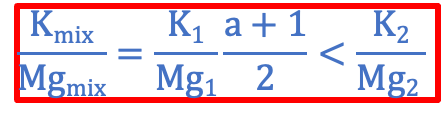 K_mix/Mg_mix = K_1/Mg_1 (a + 1)/2 < K_2/Mg_2